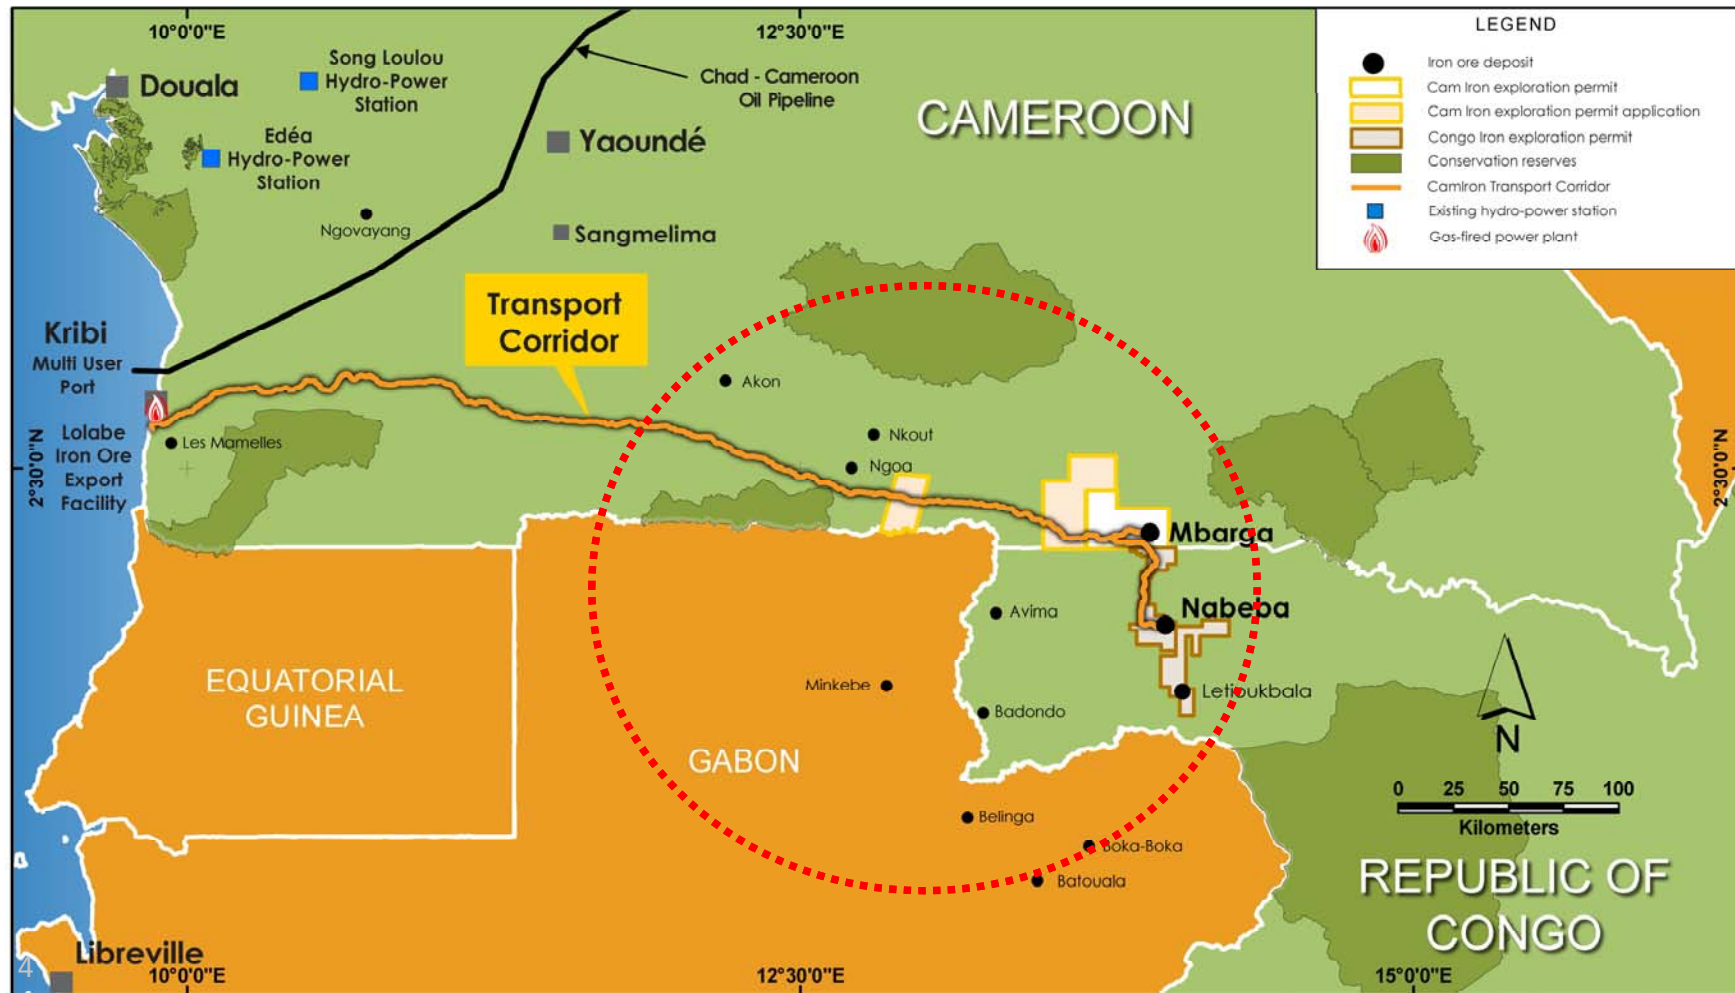 10°0'0"E
12°30'0"E
LEGEND
Iron ore deposit
Cam Iron exploration permit
Cam Iron exploration permit application
Congo Iron exploration permit
Conservation reserves
CamIron Transport Corridor
Existing hydro-power station
Gas-fired power plant
Song Loulou
Hydro-Power
Station
Douala
Chad - Cameroon
Oil Pipeline
CAMEROON
Edéa
Hydro-Power
Station
Yaoundé
Ngovayang
Sangmelima
Transport
Corridor
Kribi
Multi User
Port
Akon
Lolabe
Iron Ore
Export
Facility
Les Mamelles
Nkout
Ngoa
2°30'0"N
2°30'0"N
Mbarga
Nabeba
Avima
EQUATORIAL
GUINEA
Minkebe
Letioukbala
Badondo
N
GABON
0 25 50 75 100
Kilometers
Belinga
Boka-Boka
Batouala
REPUBLIC OF
CONGO
Libreville
4
10°0'0"E
12°30'0"E
15°0'0"E